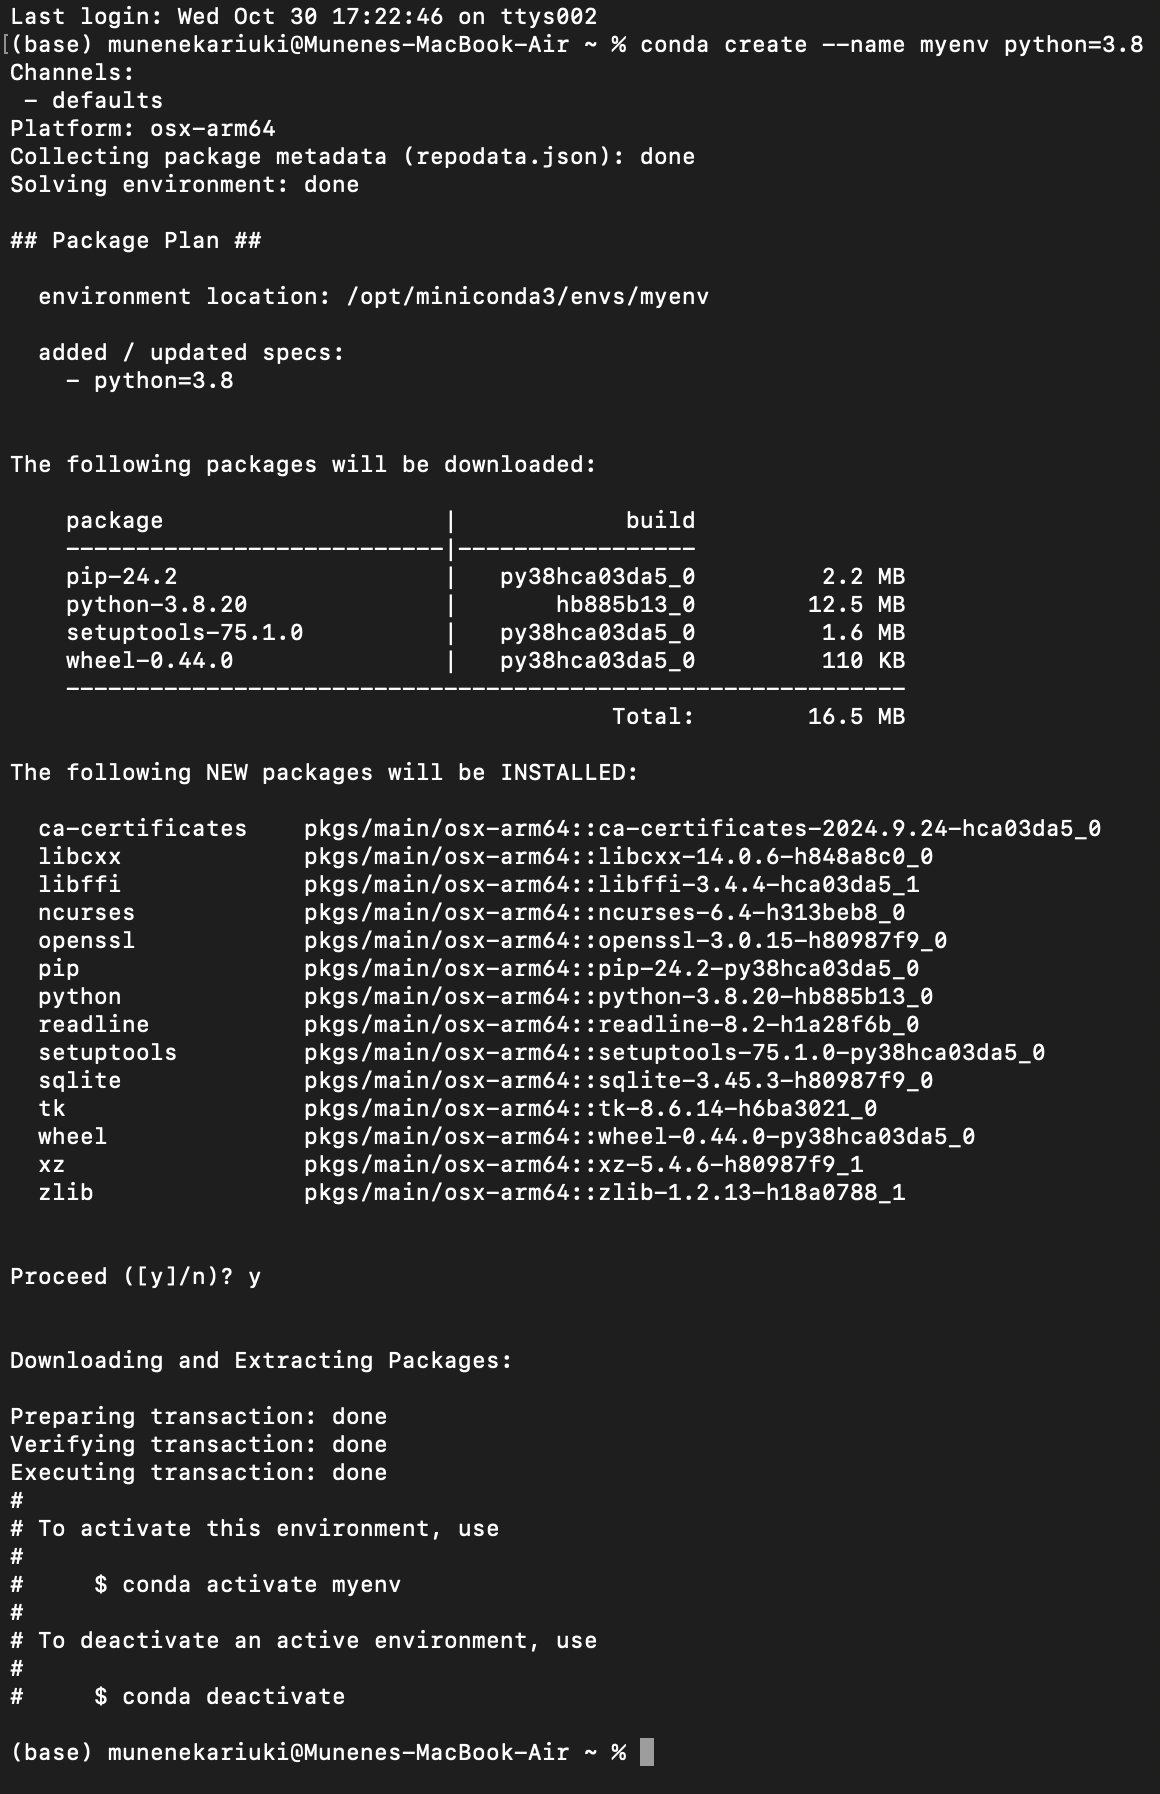 Last login: Wed Oct 30 17:22:46 on ttys002
[(base) munenekariuki@Munenes-MacBook-Air ~ % conda create --name myenv python=3.8
Channels:
 - defaults
Platform: osx-arm64
Collecting package metadata (repodata.json): done
Solving environment: done

## Package Plan ##

  environment location: /opt/miniconda3/envs/myenv

  added / updated specs:
    - python=3.8


The following packages will be downloaded:

    package                    |            build
    ---------------------------|-----------------
    pip-24.2                   |   py38hca03da5_0         2.2 MB
    python-3.8.20              |       hb885b13_0        12.5 MB
    setuptools-75.1.0          |   py38hca03da5_0         1.6 MB
    wheel-0.44.0               |   py38hca03da5_0         110 KB
    ------------------------------------------------------------
                                           Total:        16.5 MB

The following NEW packages will be INSTALLED:

  ca-certificates    pkgs/main/osx-arm64::ca-certificates-2024.9.24-hca03da5_0
  libcxx             pkgs/main/osx-arm64::libcxx-14.0.6-h848a8c0_0
  libffi             pkgs/main/osx-arm64::libffi-3.4.4-hca03da5_1
  ncurses            pkgs/main/osx-arm64::ncurses-6.4-h313beb8_0
  openssl            pkgs/main/osx-arm64::openssl-3.0.15-h80987f9_0
  pip                pkgs/main/osx-arm64::pip-24.2-py38hca03da5_0
  python             pkgs/main/osx-arm64::python-3.8.20-hb885b13_0
  readline           pkgs/main/osx-arm64::readline-8.2-h1a28f6b_0
  setuptools         pkgs/main/osx-arm64::setuptools-75.1.0-py38hca03da5_0
  sqlite             pkgs/main/osx-arm64::sqlite-3.45.3-h80987f9_0
  tk                 pkgs/main/osx-arm64::tk-8.6.14-h6ba3021_0
  wheel              pkgs/main/osx-arm64::wheel-0.44.0-py38hca03da5_0
  xz                 pkgs/main/osx-arm64::xz-5.4.6-h80987f9_1
  zlib               pkgs/main/osx-arm64::zlib-1.2.13-h18a0788_1


Proceed ([y]/n)? y


Downloading and Extracting Packages:

Preparing transaction: done
Verifying transaction: done
Executing transaction: done
#
# To activate this environment, use
#
#     $ conda activate myenv
#
# To deactivate an active environment, use
#
#     $ conda deactivate

(base) munenekariuki@Munenes-MacBook-Air ~ %